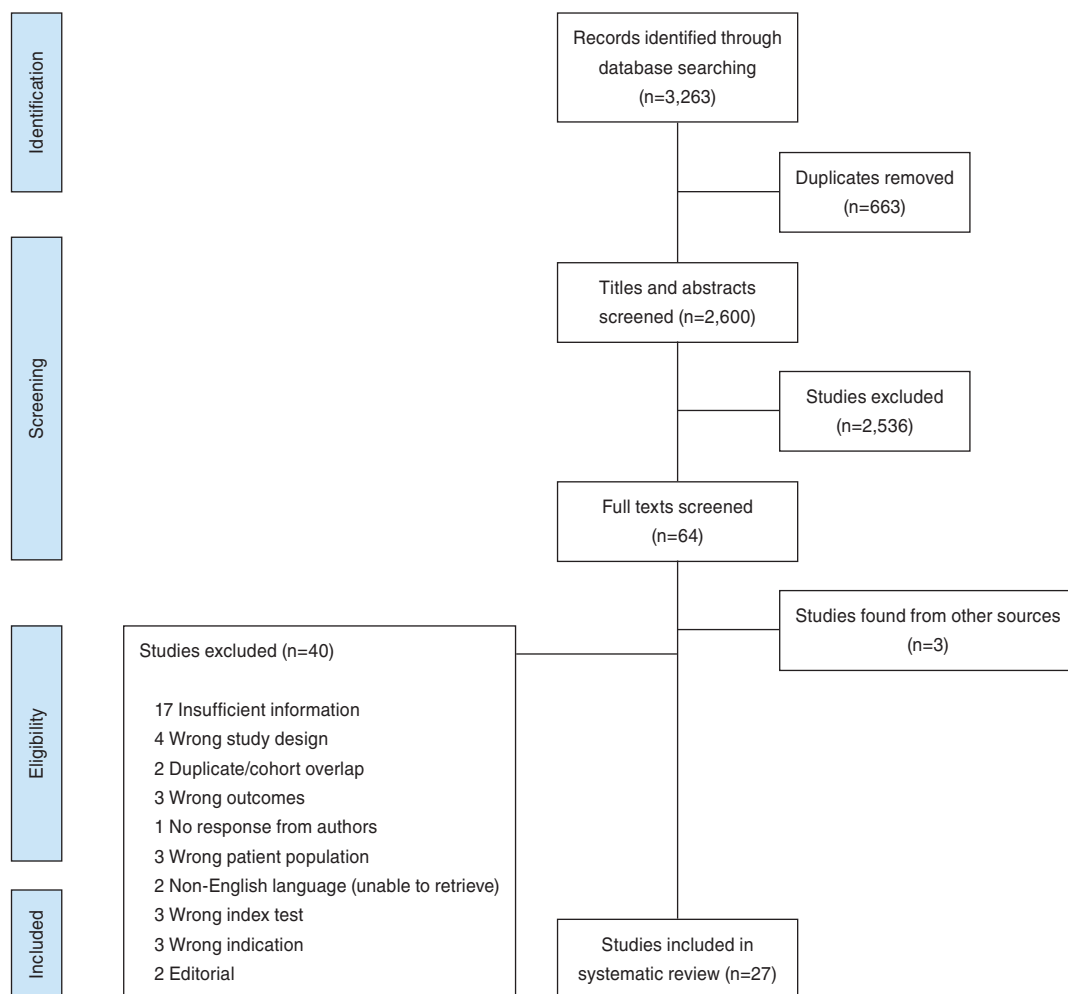 Identification
Records identified through
database searching
(n=3,263)
Duplicates removed
(n=663)
Screening
Titles and abstracts
screened (n=2,600)
Studies excluded
(n=2,536)
Full texts screened
(n=64)
Studies found from other sources
(n=3)
Eligibility
Studies excluded (n=40)
17 Insufficient information
4 Wrong study design
2 Duplicate/cohort overlap
3 Wrong outcomes
1 No response from authors
3 Wrong patient population
2 Non-English language (unable to retrieve)
3 Wrong index test
3 Wrong indication
2 Editorial
Included
Studies included in
systematic review (n=27)